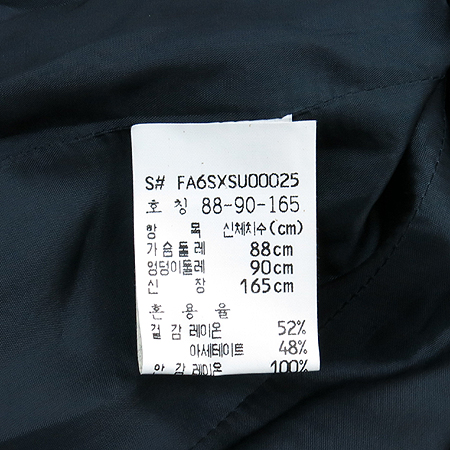 S# FA6SXSU00025
호 칭 88-90-165
항 목 신체치수(cm)
가슴둘레 88cm
엉덩이둘레 90cm
신 장 165cm
혼 용 율
겉 감 레이온 52%
아세테이트 48%
안 감 레이온 100%